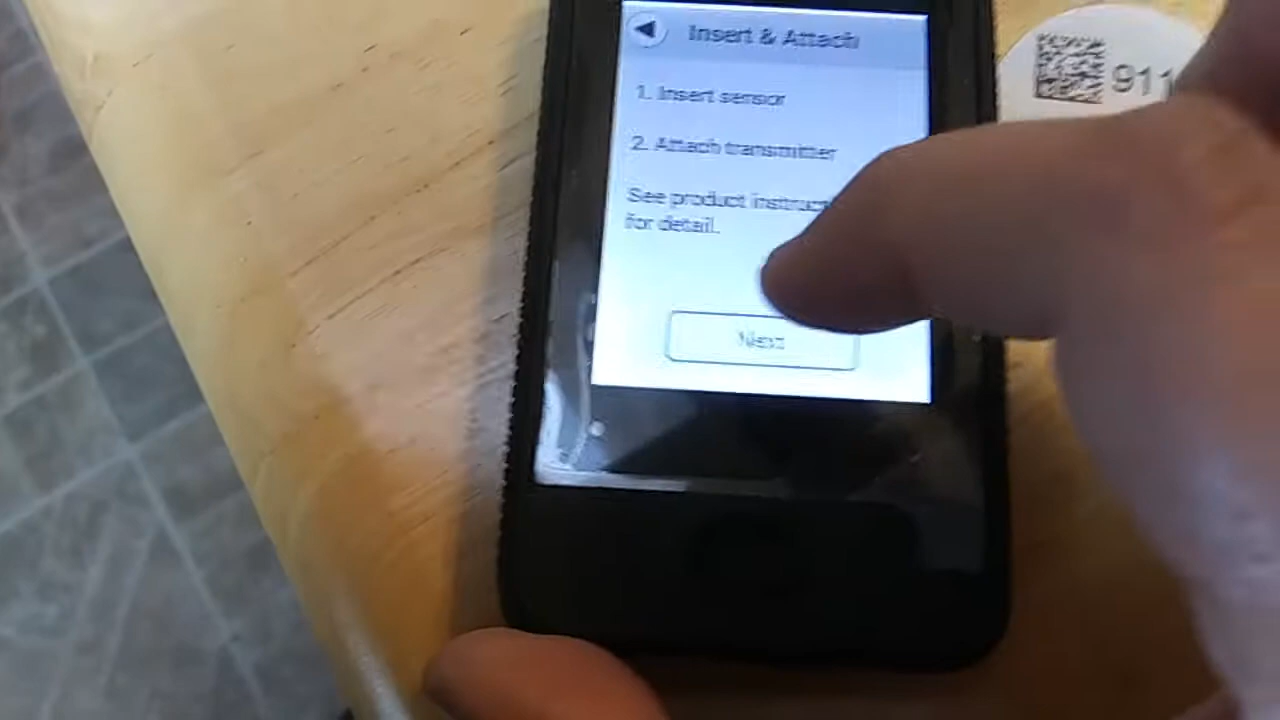 Insert & Attach
1. Insert sensor
2. Attach transmitter
See product
for detail.
Next
911